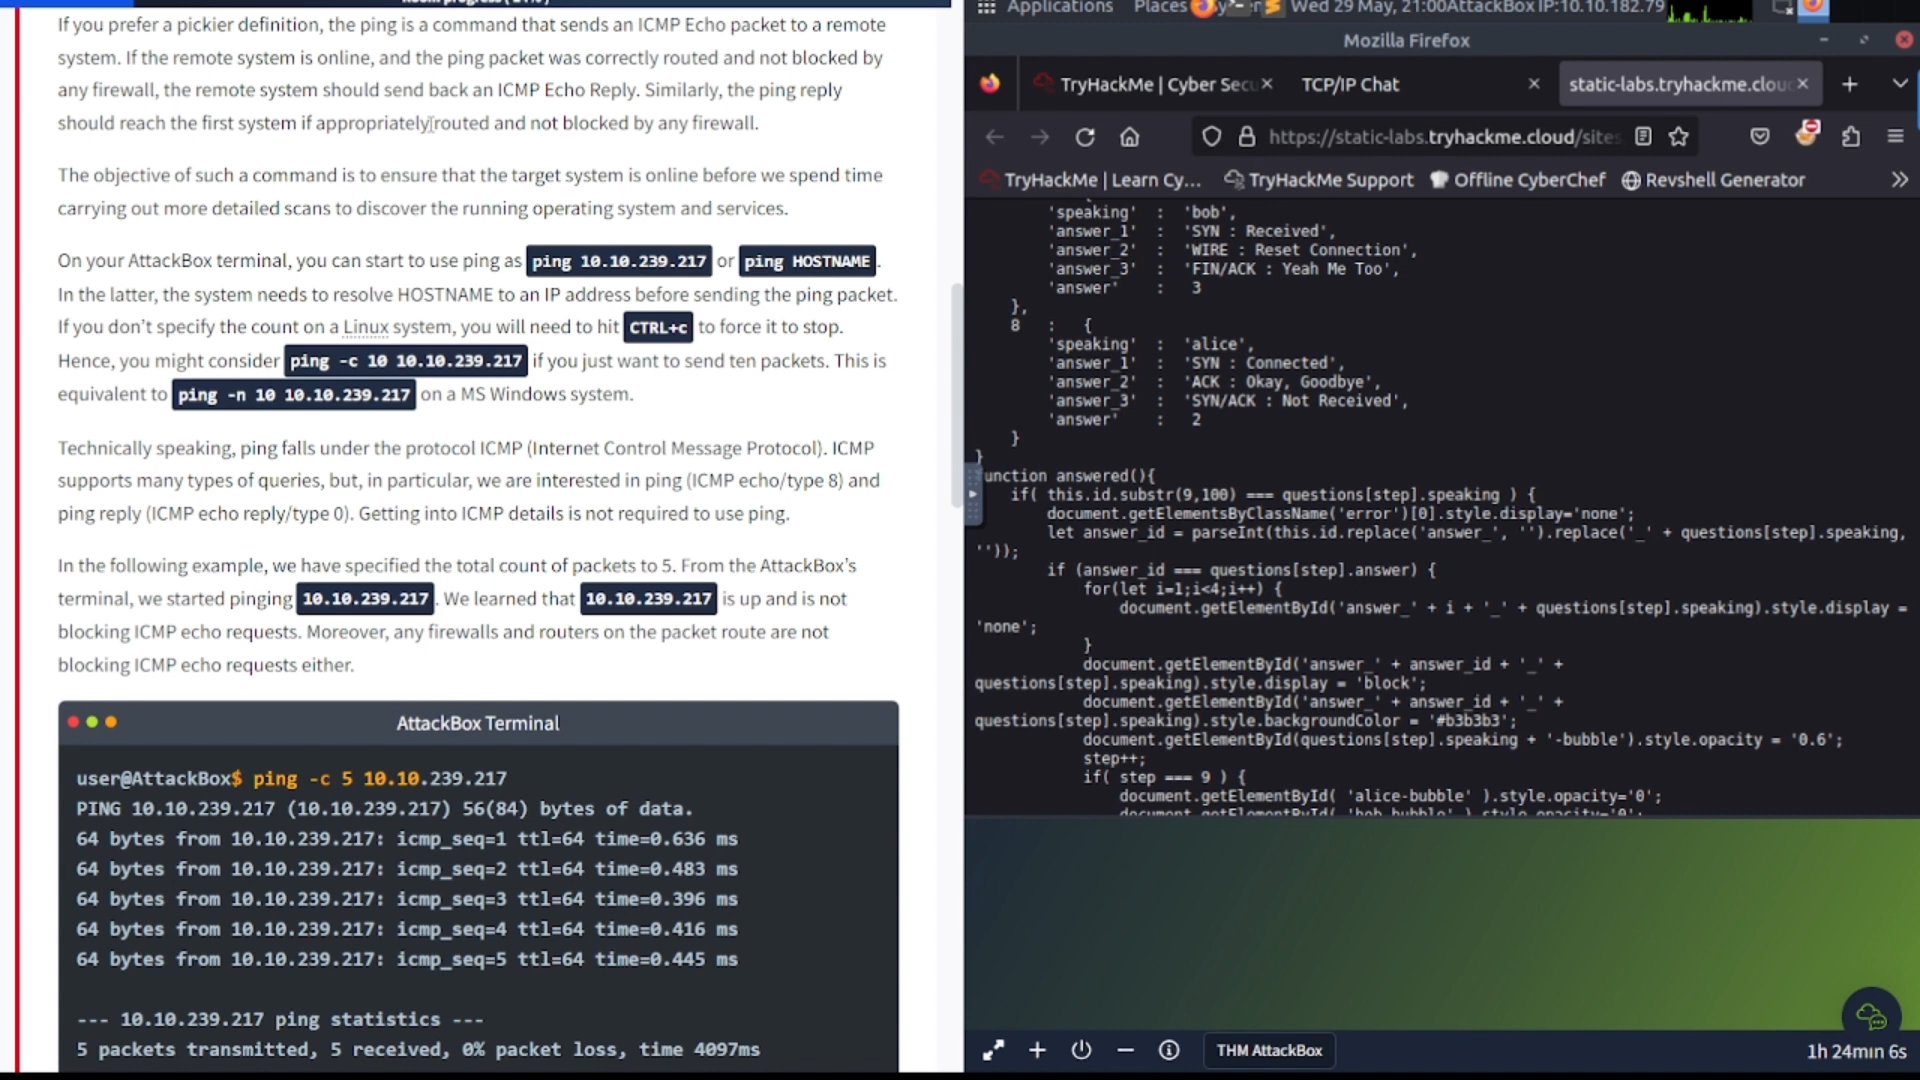 If you prefer a pickier definition, the ping is a command that sends an ICMP Echo packet to a remote
system. If the remote system is online, and the ping packet was correctly routed and not blocked by
any firewall, the remote system should send back an ICMP Echo Reply. Similarly, the ping reply
should reach the first system if appropriately routed and not blocked by any firewall.
The objective of such a command is to ensure that the target system is online before we spend time
carrying out more detailed scans to discover the running operating system and services.
On your AttackBox terminal, you can start to use ping as ping 10.10.239.217 or ping HOSTNAME .
In the latter, the system needs to resolve HOSTNAME to an IP address before sending the ping packet.
If you don’t specify the count on a Linux system, you will need to hit CTRL+c to force it to stop.
Hence, you might consider ping -c 10 10.10.239.217 if you just want to send ten packets. This is
equivalent to ping -n 10 10.10.239.217 on a MS Windows system.
Technically speaking, ping falls under the protocol ICMP (Internet Control Message Protocol). ICMP
supports many types of queries, but, in particular, we are interested in ping (ICMP echo/type 8) and
ping reply (ICMP echo reply/type 0). Getting into ICMP details is not required to use ping.
In the following example, we have specified the total count of packets to 5. From the AttackBox’s
terminal, we started pinging 10.10.239.217 . We learned that 10.10.239.217 is up and is not
blocking ICMP echo requests. Moreover, any firewalls and routers on the packet route are not
blocking ICMP echo requests either.
AttackBox Terminal
user@AttackBox$ ping -c 5 10.10.239.217
PING 10.10.239.217 (10.10.239.217) 56(84) bytes of data.
64 bytes from 10.10.239.217: icmp_seq=1 ttl=64 time=0.636 ms
64 bytes from 10.10.239.217: icmp_seq=2 ttl=64 time=0.483 ms
64 bytes from 10.10.239.217: icmp_seq=3 ttl=64 time=0.396 ms
64 bytes from 10.10.239.217: icmp_seq=4 ttl=64 time=0.416 ms
64 bytes from 10.10.239.217: icmp_seq=5 ttl=64 time=0.445 ms
--- 10.10.239.217 ping statistics ---
5 packets transmitted, 5 received, 0% packet loss, time 4097ms
Applications Places Wed 29 May, 21:00 AttackBox IP:10.10.182.79
Mozilla Firefox
TryHackMe | Cyber Secu TCP/IP Chat static-labs.tryhackme.clou
https://static-labs.tryhackme.cloud/sites
TryHackMe | Learn Cy... TryHackMe Support Offline CyberChef Revshell Generator
'speaking' : 'bob',
'answer_1' : 'SYN : Received',
'answer_2' : 'WIRE : Reset Connection',
'answer_3' : 'FIN/ACK : Yeah Me Too',
'answer' : 3
},
8 : {
'speaking' : 'alice',
'answer_1' : 'SYN : Connected',
'answer_2' : 'ACK : Okay, Goodbye',
'answer_3' : 'SYN/ACK : Not Received',
'answer' : 2
}
}
unction answered(){
if( this.id.substr(9,100) === questions[step].speaking ) {
document.getElementsByClassName('error')[0].style.display='none';
let answer_id = parseInt(this.id.replace('answer_', '').replace('_' + questions[step].speaking,
''));
if (answer_id === questions[step].answer) {
for(let i=1;i<4;i++) {
document.getElementById('answer_' + i + '_' + questions[step].speaking).style.display =
'none';
}
document.getElementById('answer_' + answer_id + '_' +
questions[step].speaking).style.display = 'block';
document.getElementById('answer_' + answer_id + '_' +
questions[step].speaking).style.backgroundColor = '#b3b3b3';
document.getElementById(questions[step].speaking + '-bubble').style.opacity = '0.6';
step++;
if( step === 9 ) {
document.getElementById( 'alice-bubble' ).style.opacity='0';
THM AttackBox
1h 24min 6s